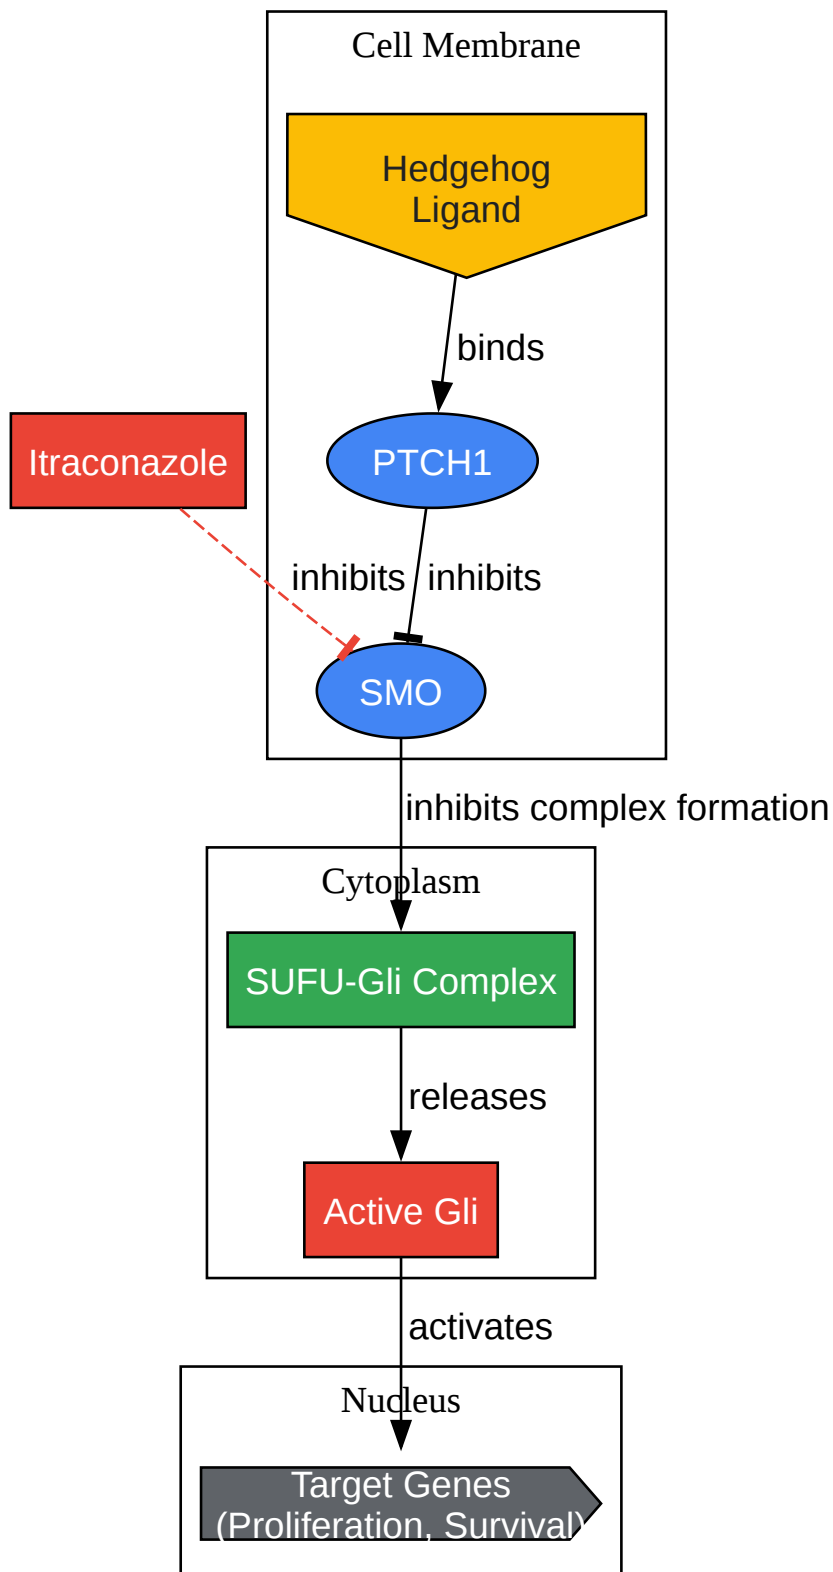 Cell Membrane
Hedgehog
Ligand
binds
Itraconazole
PTCH1
inhibits
inhibits
SMO
inhibits complex formation
Cytoplasm
SUFU-Gli Complex
releases
Active Gli
activates
Nucleus
Target Genes
(Proliferation, Survival)